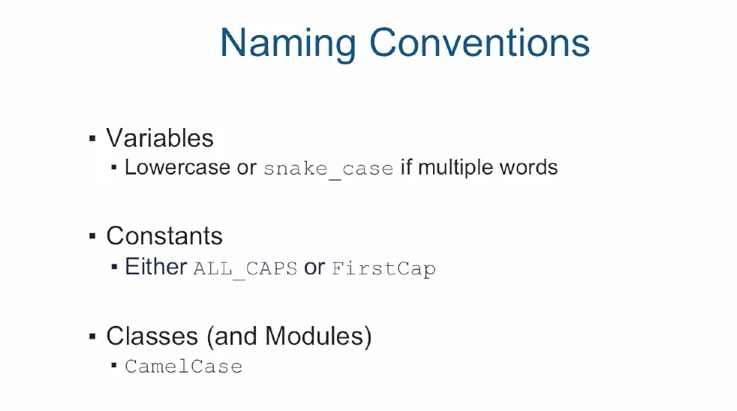 Naming Conventions
▪ Variables
▪ Lowercase or snake_case if multiple words
▪ Constants
▪ Either ALL_CAPS or FirstCap
▪ Classes (and Modules)
▪ CamelCase